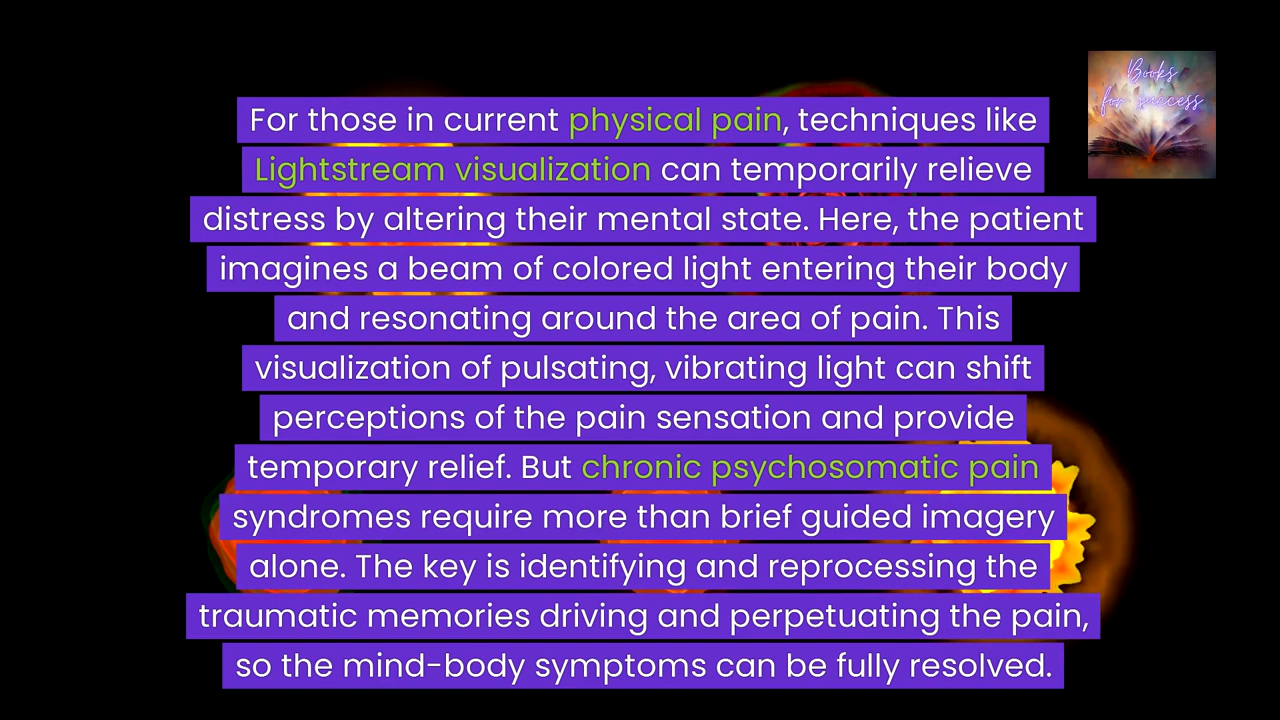 Books
for success
For those in current physical pain, techniques like
Lightstream visualization can temporarily relieve
distress by altering their mental state. Here, the patient
imagines a beam of colored light entering their body
and resonating around the area of pain. This
visualization of pulsating, vibrating light can shift
perceptions of the pain sensation and provide
temporary relief. But chronic psychosomatic pain
syndromes require more than brief guided imagery
alone. The key is identifying and reprocessing the
traumatic memories driving and perpetuating the pain,
so the mind-body symptoms can be fully resolved.